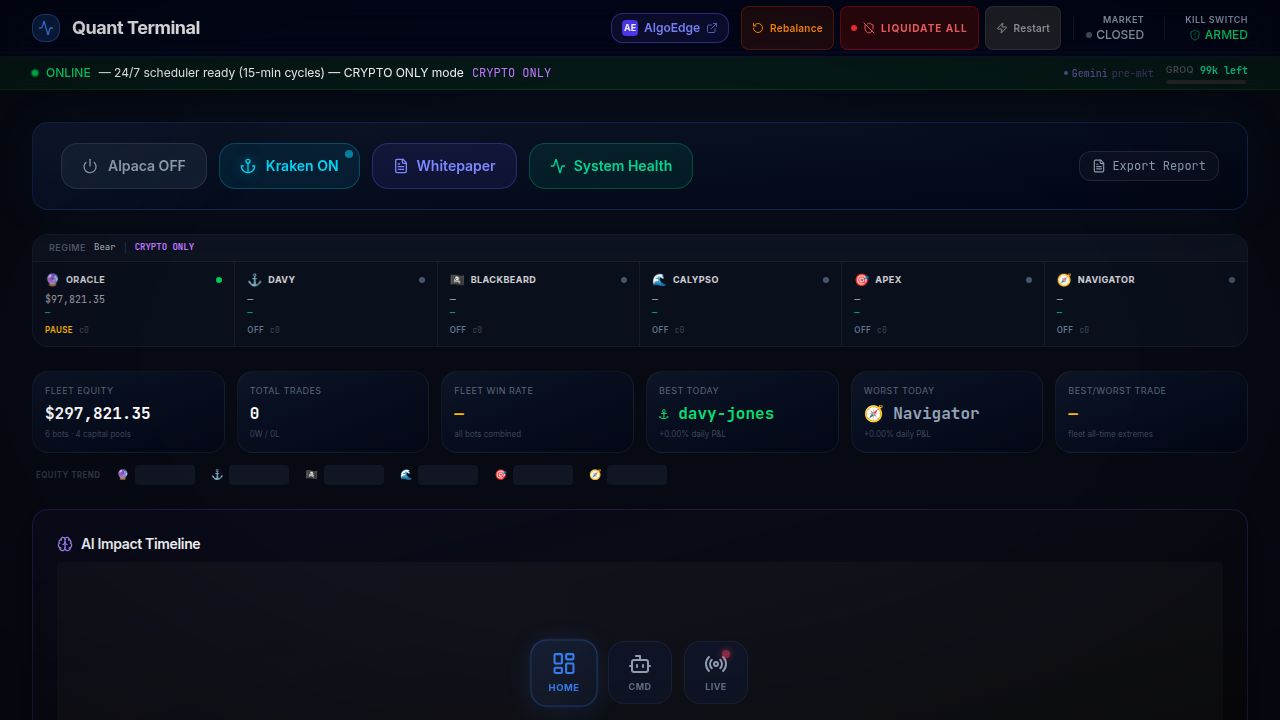 Quant Terminal
AE AlgoEdge
Rebalance
LIQUIDATE ALL
Restart
MARKET
CLOSED
KILL SWITCH
ARMED
ONLINE — 24/7 scheduler ready (15-min cycles) — CRYPTO ONLY mode CRYPTO ONLY
Gemini pre-mkt
GROQ 99k left
Alpaca OFF
Kraken ON
Whitepaper
System Health
Export Report
REGIME Bear | CRYPTO ONLY
ORACLE
$97,821.35
—
PAUSE c0
DAVY
—
—
OFF c0
BLACKBEARD
—
—
OFF c0
CALYPSO
—
—
OFF c0
APEX
—
—
OFF c0
NAVIGATOR
—
—
OFF c0
FLEET EQUITY
$297,821.35
6 bots · 4 capital pools
TOTAL TRADES
0
0W / 0L
FLEET WIN RATE
—
all bots combined
BEST TODAY
davy-jones
+0.00% daily P&L
WORST TODAY
Navigator
+0.00% daily P&L
BEST/WORST TRADE
—
fleet all-time extremes
EQUITY TREND
AI Impact Timeline
HOME
CMD
LIVE